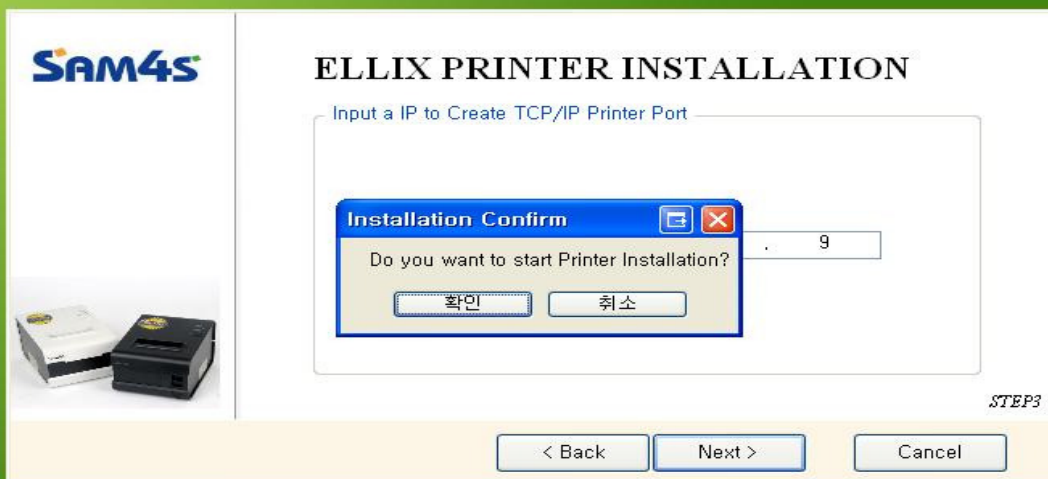 SAM4S
ELLIX PRINTER INSTALLATION
Input a IP to Create TCP/IP Printer Port
Installation Confirm
Do you want to start Printer Installation?
. 9
확인
취소
STEP3
< Back
Next >
Cancel